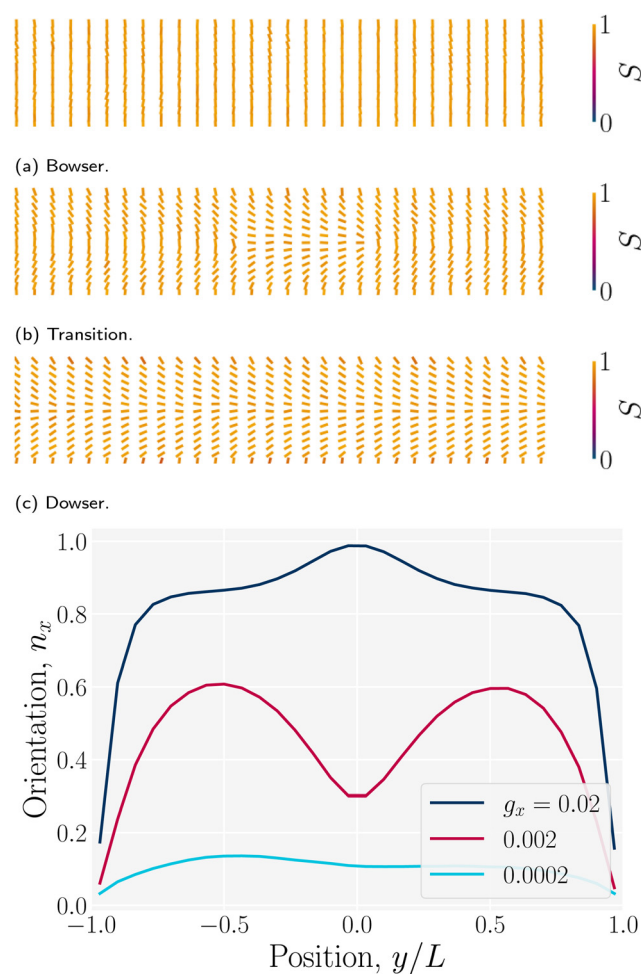 1
S
0
(a) Bowser.
1
S
0
(b) Transition.
1
S
0
(c) Dowser.
1.0
0.8
0.6
0.4
0.2
0.0
Orientation, n_x
g_x = 0.02
0.002
0.0002
−1.0 −0.5 0.0 0.5 1.0
Position, y/L